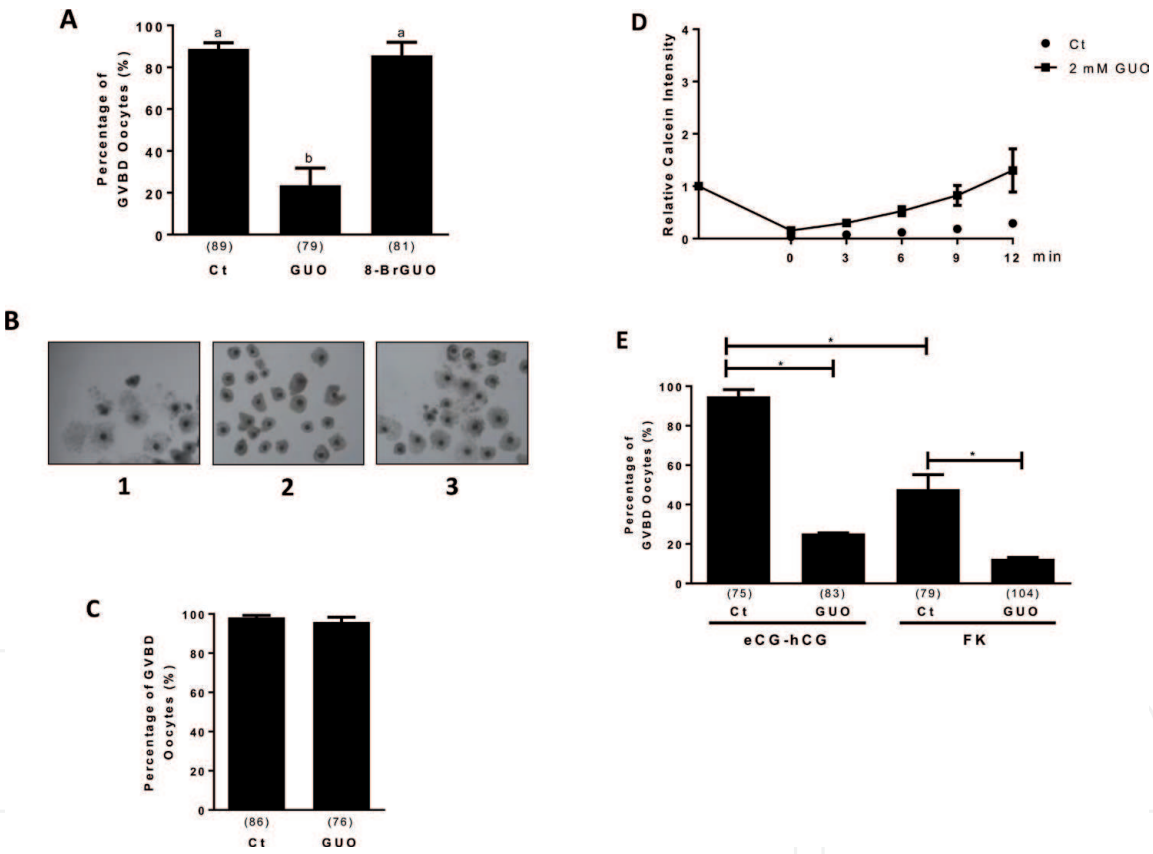 A
Percentage of
GVBD Oocytes (%)
100
80
60
40
20
0
a
b
a
(89)
(79)
(81)
Ct
GUO
8-BrGUO
B
1
2
3
C
Percentage of GVBD
Oocytes (%)
100
80
60
40
20
0
(86)
(76)
Ct
GUO
D
Relative Calcein Intensity
4
3
2
1
0
0
3
6
9
12
min
Ct
2 mM GUO
E
Percentage of
GVBD Oocytes (%)
100
80
60
40
20
0
*
*
*
(75)
(83)
(79)
(104)
Ct
GUO
Ct
GUO
eCG-hCG
FK